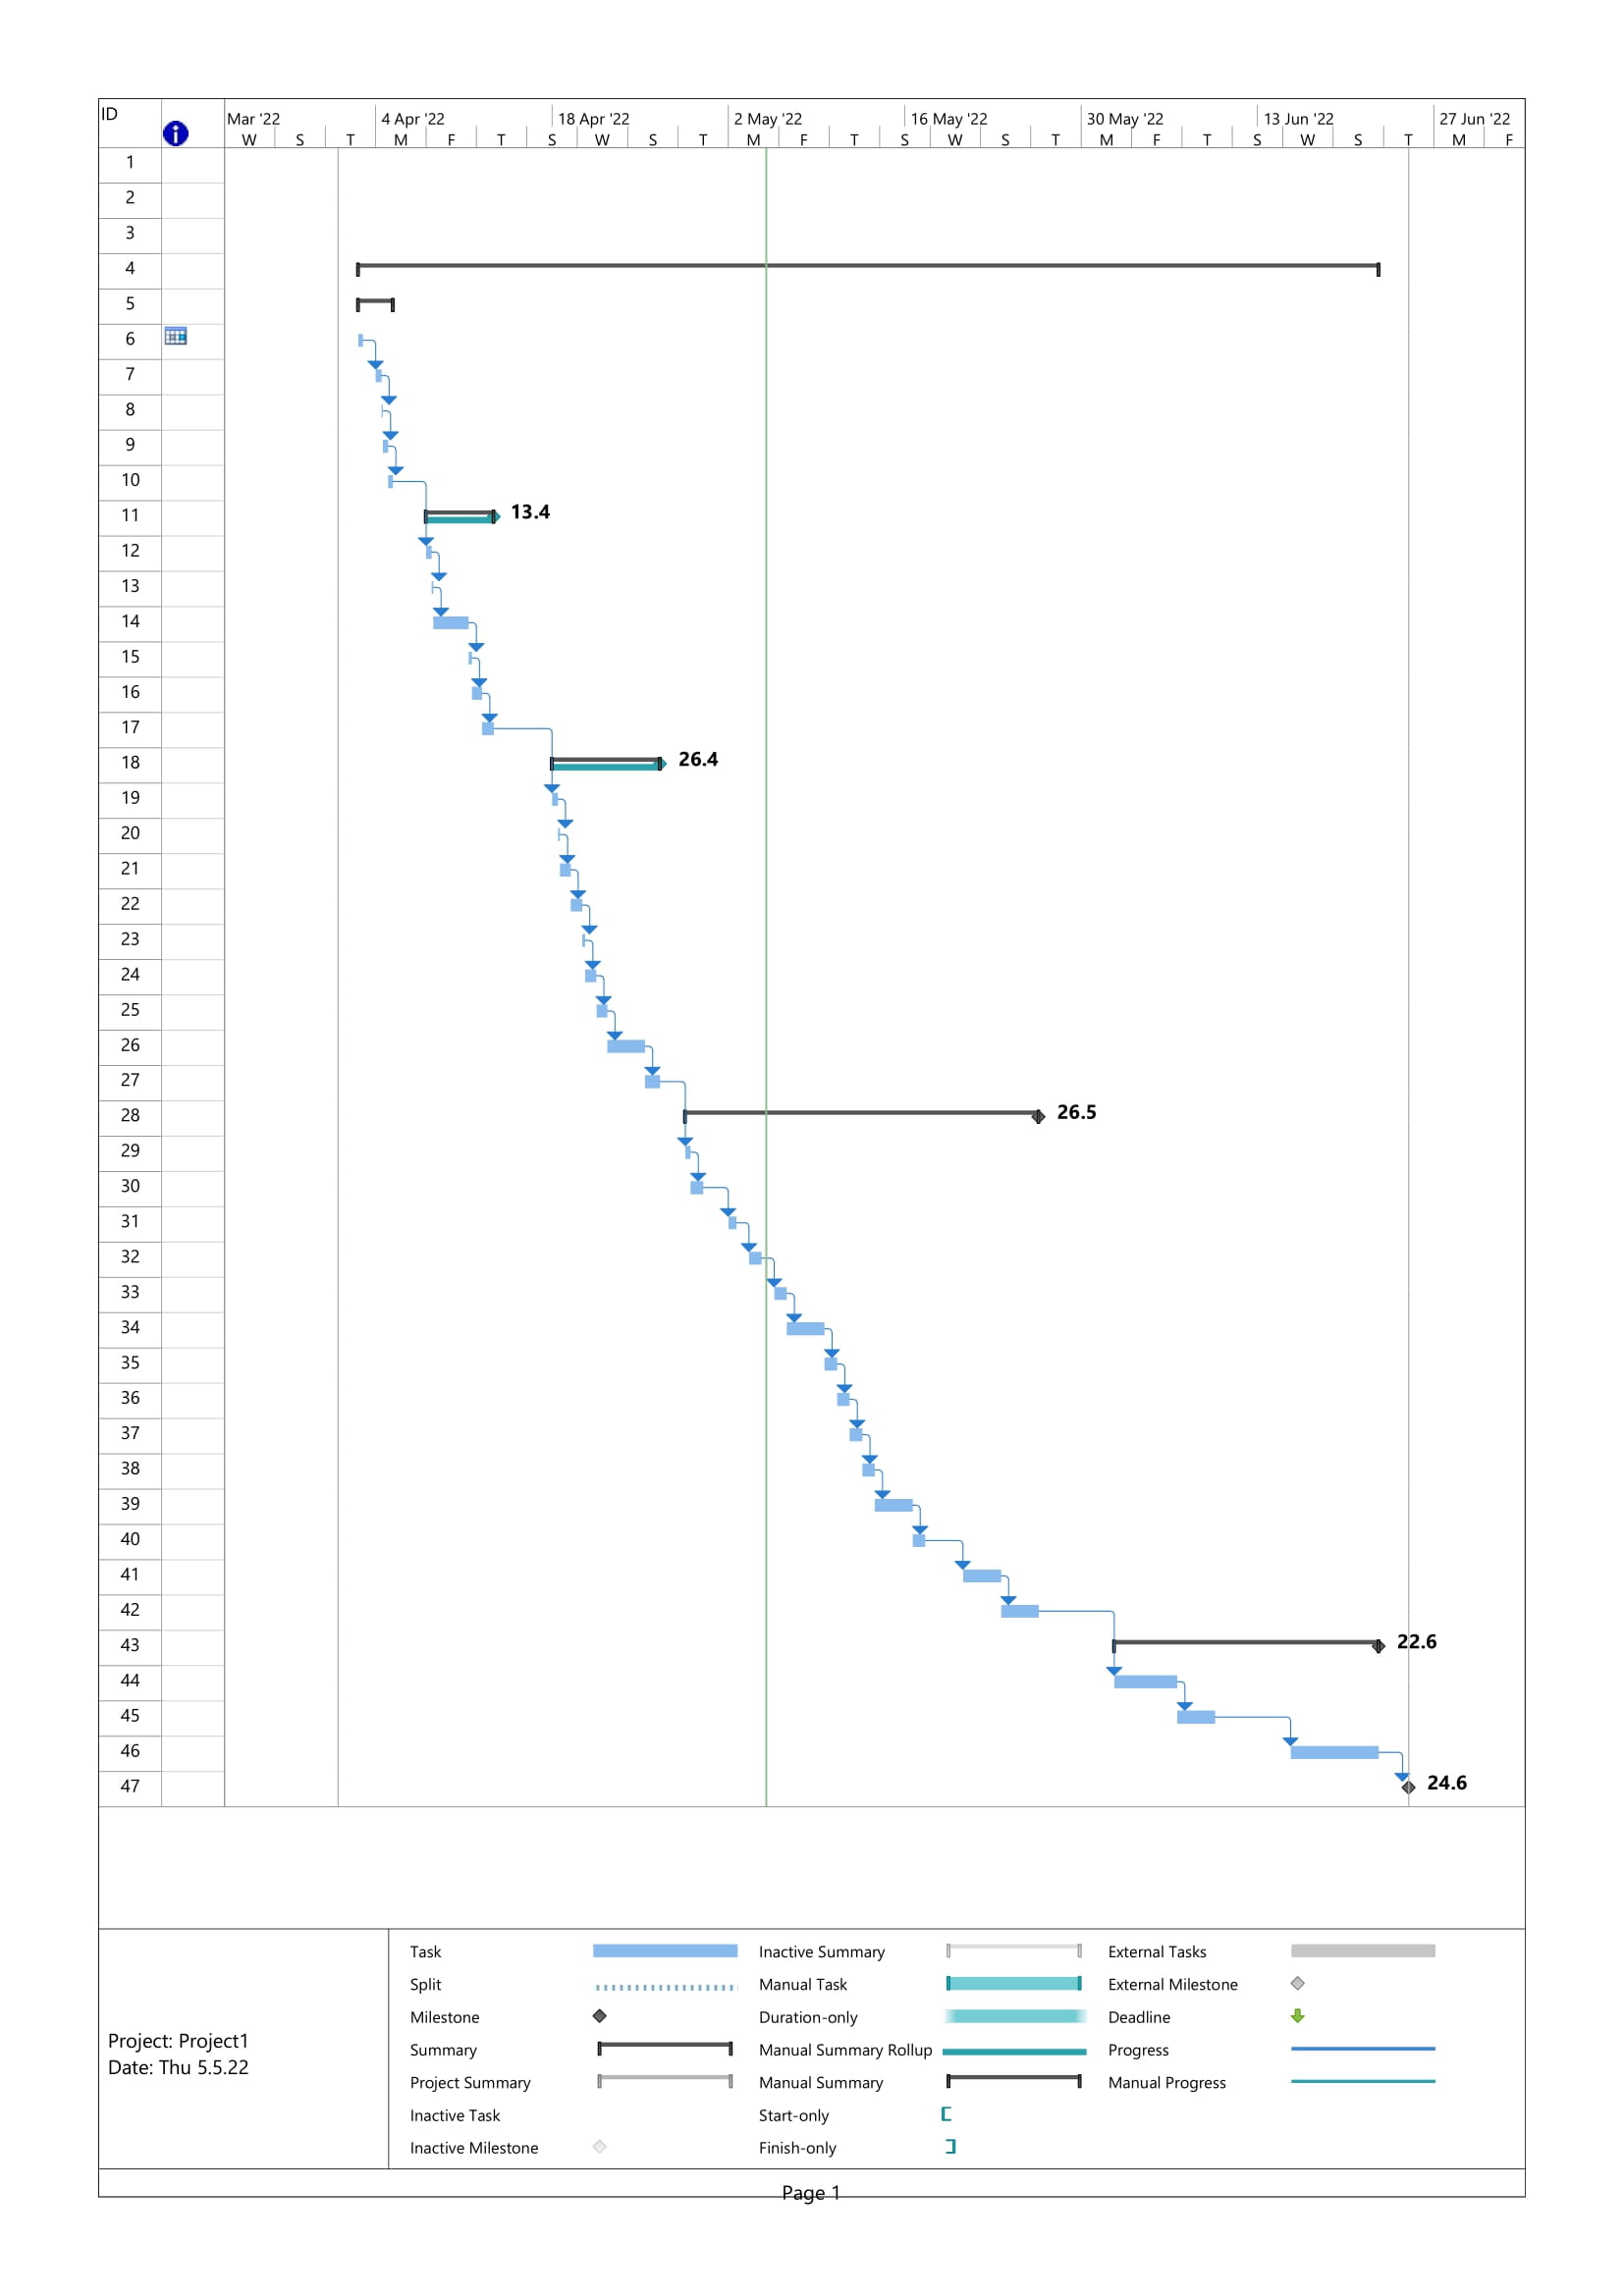 ID
i
Mar '22 4 Apr '22 18 Apr '22 2 May '22 16 May '22 30 May '22 13 Jun '22 27 Jun '22
W S T M F T S W S T M F T S W S T M F T S W S T M F
1
2
3
4
5
6
7
8
9
10
11 13.4
12
13
14
15
16
17
18 26.4
19
20
21
22
23
24
25
26
27
28 26.5
29
30
31
32
33
34
35
36
37
38
39
40
41
42
43 22.6
44
45
46
47 24.6
Project: Project1
Date: Thu 5.5.22
Task
Split
Milestone
Summary
Project Summary
Inactive Task
Inactive Milestone
Inactive Summary
Manual Task
Duration-only
Manual Summary Rollup
Manual Summary
Start-only
Finish-only
External Tasks
External Milestone
Deadline
Progress
Manual Progress
Page 1